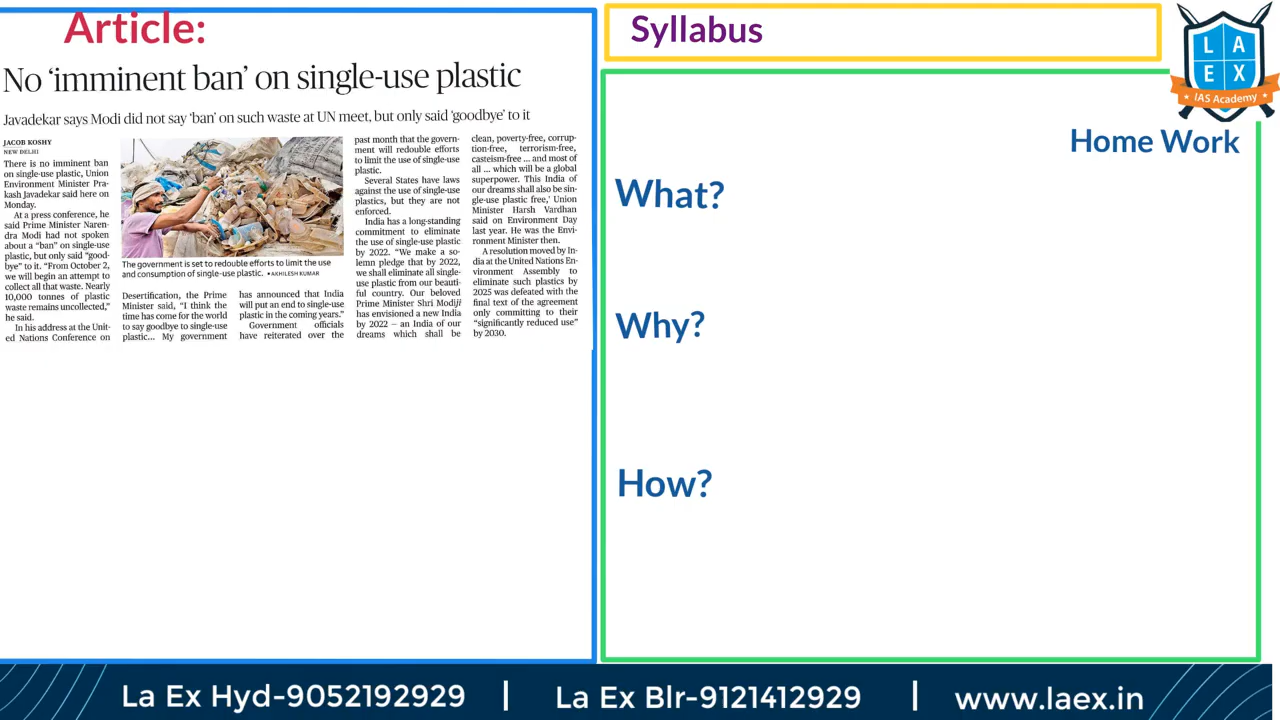 Article:
No ‘imminent ban’ on single-use plastic
Javadekar says Modi did not say ‘ban’ on such waste at UN meet, but only said ‘goodbye’ to it
JACOB KOSHY
NEW DELHI
There is no imminent ban
on single-use plastic, Union
Environment Minister Pra-
kash Javadekar said here on
Monday.
At a press conference, he
said Prime Minister Naren-
dra Modi had not spoken
about a “ban” on single-use
plastic, but only said “good-
bye” to it. “From October 2,
we will begin an attempt to
collect all that waste. Nearly
10,000 tonnes of plastic
waste remains uncollected,”
he said.
In his address at the Unit-
ed Nations Conference on
The government is set to redouble efforts to limit the use
and consumption of single-use plastic. • AKHILESH KUMAR
Desertification, the Prime
Minister said, “I think the
time has come for the world
to say goodbye to single-use
plastic... My government
has announced that India
will put an end to single-use
plastic in the coming years.”
Government officials
have reiterated over the
past month that the govern-
ment will redouble efforts
to limit the use of single-use
plastic.
Several States have laws
against the use of single-use
plastics, but they are not
enforced.
India has a long-standing
commitment to eliminate
the use of single-use plastic
by 2022. “We make a so-
lemn pledge that by 2022,
we shall eliminate all single-
use plastic from our beauti-
ful country. Our beloved
Prime Minister Shri Modiji
has envisioned a new India
by 2022 — an India of our
dreams which shall be
clean, poverty-free, corrup-
tion-free, terrorism-free,
casteism-free ... and most of
all ... which will be a global
superpower. This India of
our dreams shall also be sin-
gle-use plastic free,’ Union
Minister Harsh Vardhan
said on Environment Day
last year. He was the Envi-
ronment Minister then.
A resolution moved by In-
dia at the United Nations En-
vironment Assembly to
eliminate such plastics by
2025 was defeated with the
final text of the agreement
only committing to their
“significantly reduced use”
by 2030.
Syllabus
L A
E X
IAS Academy
Home Work
What?
Why?
How?
La Ex Hyd-9052192929 | La Ex Blr-9121412929 | www.laex.in